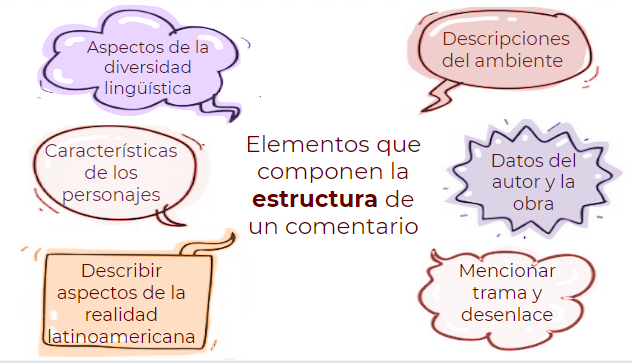 Aspectos de la
diversidad
lingüística
Descripciones
del ambiente
Características
de los
personajes
Elementos que
componen la
estructura de
un comentario
Datos del
autor y la
obra
Describir
aspectos de la
realidad
latinoamericana
Mencionar
trama y
desenlace